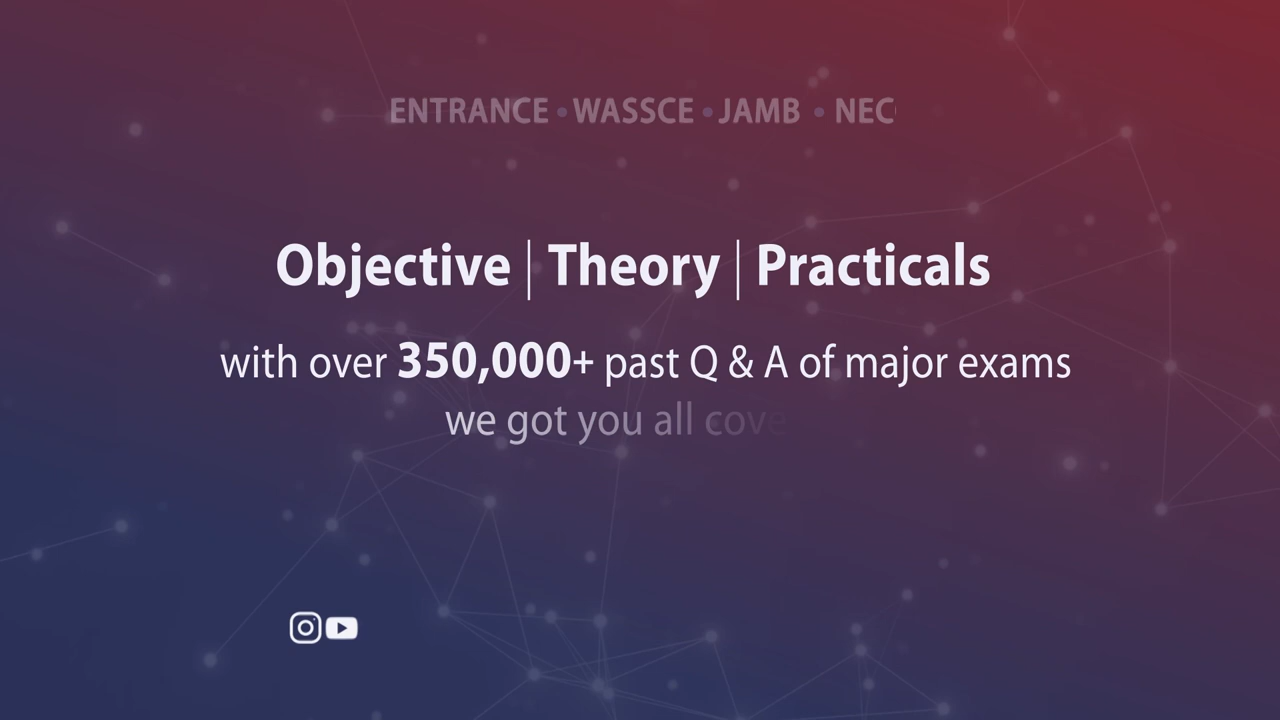 ENTRANCE • WASSCE • JAMB • NEC
Objective | Theory | Practicals
with over 350,000+ past Q & A of major exams
we got you all cove